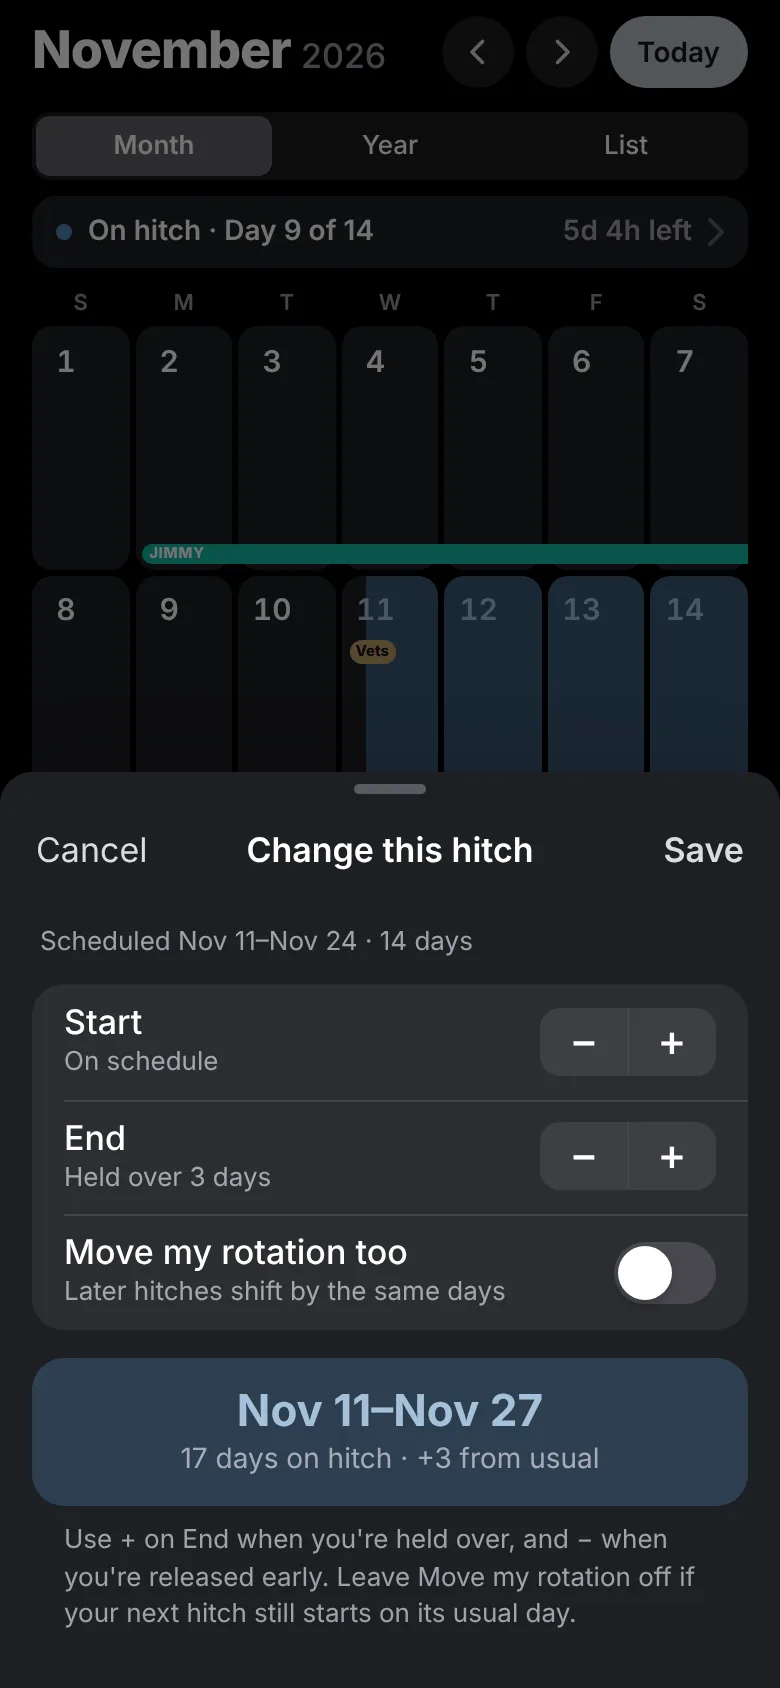 November 2026
Today
Month Year List
On hitch · Day 9 of 14 5d 4h left
S M T W T F S
1 2 3 4 5 6 7
JIMMY
8 9 10 11 12 13 14
Vets
Cancel Change this hitch Save
Scheduled Nov 11–Nov 24 · 14 days
Start
On schedule
− +
End
Held over 3 days
− +
Move my rotation too
Later hitches shift by the same days
Nov 11–Nov 27
17 days on hitch · +3 from usual
Use + on End when you're held over, and − when
you're released early. Leave Move my rotation off if
your next hitch still starts on its usual day.